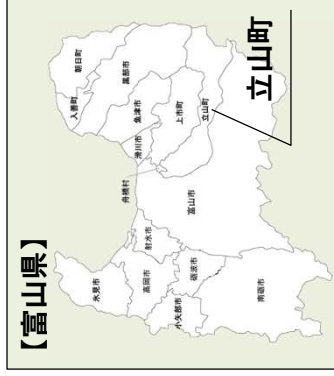 【富山県】
立山町
朝日町
入善町
黒部市
魚津市
滑川市
上市町
立山町
舟橋村
富山市
射水市
氷見市
高岡市
砺波市
小矢部市
南砺市